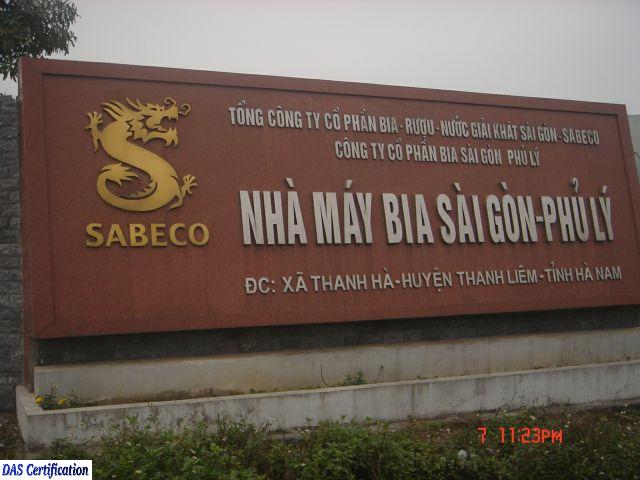 TỔNG CÔNG TY CỔ PHẦN BIA - RƯỢU - NƯỚC GIẢI KHÁT SÀI GÒN - SABECO
CÔNG TY CỔ PHẦN BIA SÀI GÒN PHỦ LÝ
SABECO
NHÀ MÁY BIA SÀI GÒN-PHỦ LÝ
ĐC: XÃ THANH HÀ-HUYỆN THANH LIÊM-TỈNH HÀ NAM
7 11:23PM
DAS Certification